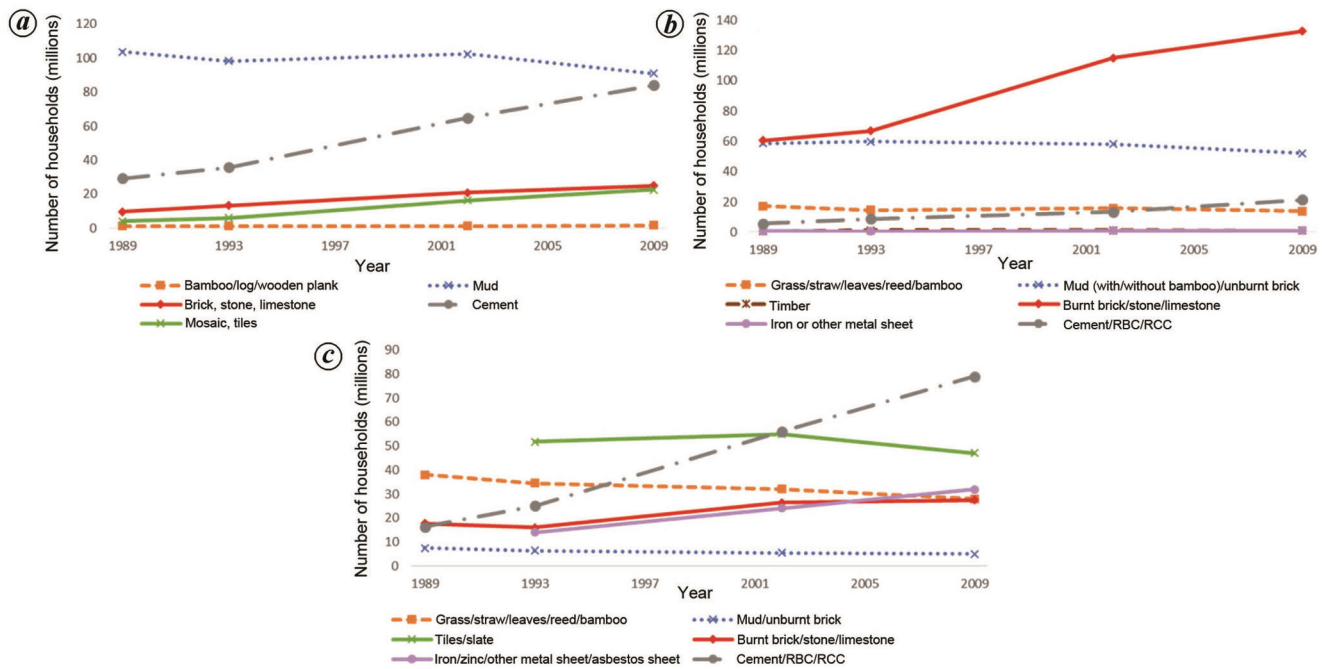 a
Number of households (millions)
120
100
80
60
40
20
0
1989 1993 1997 2001 2005 2009
Year
Bamboo/log/wooden plank Mud
Brick, stone, limestone Cement
Mosaic, tiles
b
Number of households (millions)
140
120
100
80
60
40
20
0
1989 1993 1997 2001 2005 2009
Year
Grass/straw/leaves/reed/bamboo Mud (with/without bamboo)/unburnt brick
Timber Burnt brick/stone/limestone
Iron or other metal sheet Cement/RBC/RCC
c
Number of households (millions)
90
80
70
60
50
40
30
20
10
0
1989 1993 1997 2001 2005 2009
Year
Grass/straw/leaves/reed/bamboo Mud/unburnt brick
Tiles/slate Burnt brick/stone/limestone
Iron/zinc/other metal sheet/asbestos sheet Cement/RBC/RCC